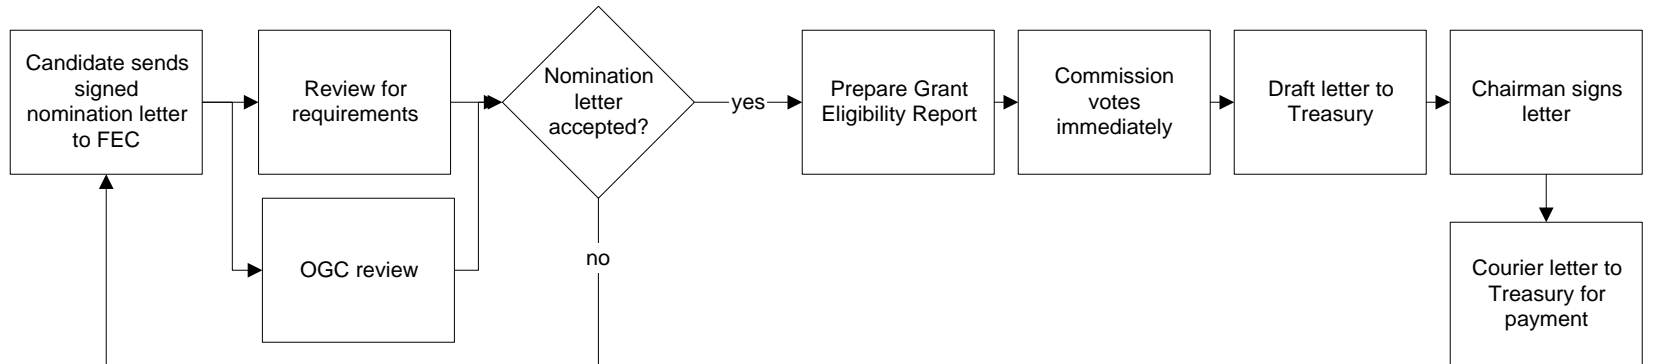 Candidate sends
signed
nomination letter
to FEC
Review for
requirements
OGC review
Nomination
letter
accepted?
yes
no
Prepare Grant
Eligibility Report
Commission
votes
immediately
Draft letter to
Treasury
Chairman signs
letter
Courier letter to
Treasury for
payment